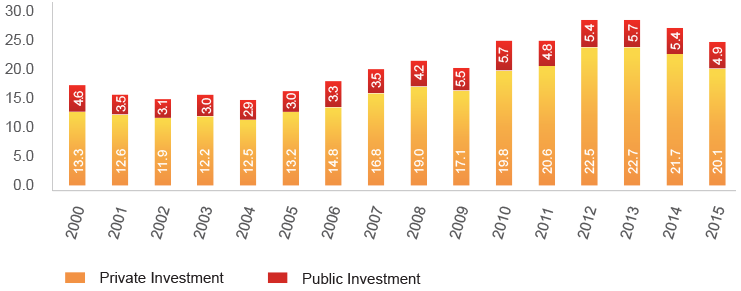 30.0
25.0
20.0
15.0
10.0
5.0
0.0
4.6 3.5 3.1 3.0 2.9 3.0 3.3 3.5 4.2 5.5 5.7 4.8 5.4 5.7 5.4 4.9
13.3 12.6 11.9 12.2 12.5 13.2 14.8 16.8 19.0 17.1 19.8 20.6 22.5 22.7 21.7 20.1
2000 2001 2002 2003 2004 2005 2006 2007 2008 2009 2010 2011 2012 2013 2014 2015
Private Investment Public Investment